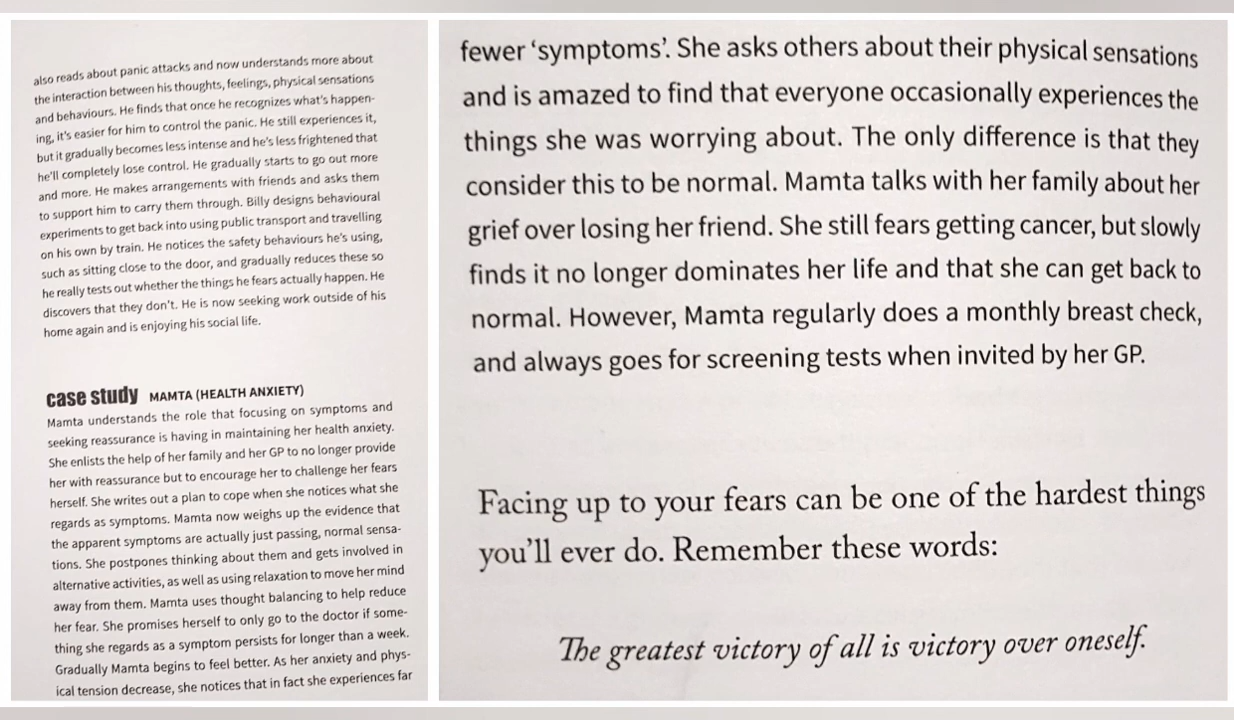 also reads about panic attacks and now understands more about
the interaction between his thoughts, feelings, physical sensations
and behaviours. He finds that once he recognizes what's happen-
ing, it's easier for him to control the panic. He still experiences it,
but it gradually becomes less intense and he's less frightened that
he'll completely lose control. He gradually starts to go out more
and more. He makes arrangements with friends and asks them
to support him to carry them through. Billy designs behavioural
experiments to get back into using public transport and travelling
on his own by train. He notices the safety behaviours he's using,
such as sitting close to the door, and gradually reduces these so
he really tests out whether the things he fears actually happen. He
discovers that they don't. He is now seeking work outside of his
home again and is enjoying his social life.
case study MAMTA (HEALTH ANXIETY)
Mamta understands the role that focusing on symptoms and
seeking reassurance is having in maintaining her health anxiety.
She enlists the help of her family and her GP to no longer provide
her with reassurance but to encourage her to challenge her fears
herself. She writes out a plan to cope when she notices what she
regards as symptoms. Mamta now weighs up the evidence that
the apparent symptoms are actually just passing, normal sensa-
tions. She postpones thinking about them and gets involved in
alternative activities, as well as using relaxation to move her mind
away from them. Mamta uses thought balancing to help reduce
her fear. She promises herself to only go to the doctor if some-
thing she regards as a symptom persists for longer than a week.
Gradually Mamta begins to feel better. As her anxiety and phys-
ical tension decrease, she notices that in fact she experiences far
fewer ‘symptoms’. She asks others about their physical sensations
and is amazed to find that everyone occasionally experiences the
things she was worrying about. The only difference is that they
consider this to be normal. Mamta talks with her family about her
grief over losing her friend. She still fears getting cancer, but slowly
finds it no longer dominates her life and that she can get back to
normal. However, Mamta regularly does a monthly breast check,
and always goes for screening tests when invited by her GP.
Facing up to your fears can be one of the hardest things
you’ll ever do. Remember these words:
The greatest victory of all is victory over oneself.